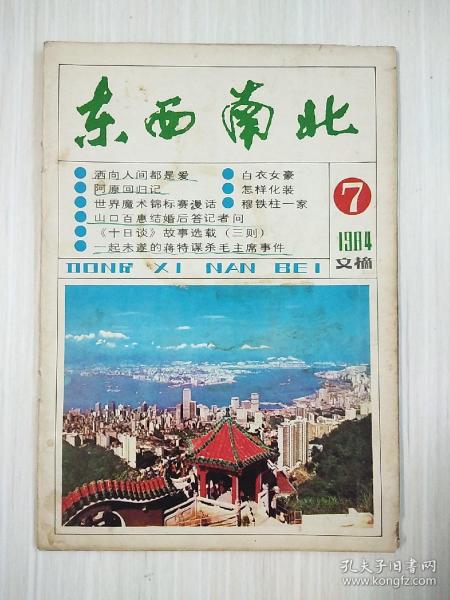 东西南北
洒向人间都是爱
白衣女豪
阿原回归记
怎样化装
世界魔术锦标赛漫话
穆铁柱一家
山口百惠结婚后答记者问
《十日谈》故事选载(三则)
一起未遂的蒋特谋杀毛主席事件
7
1984
文摘
DONG XI NAN BEI
孔夫子旧书网
www.kongfz.com